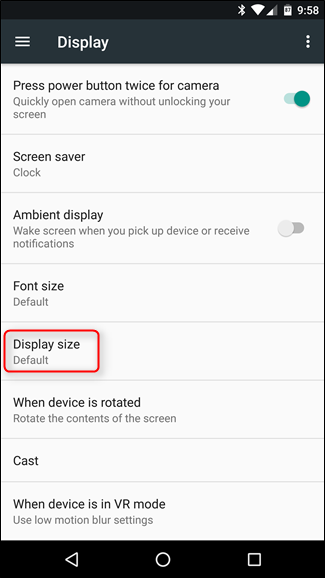 9:58
Display
Press power button twice for camera
Quickly open camera without unlocking your
screen
Screen saver
Clock
Ambient display
Wake screen when you pick up device or receive
notifications
Font size
Default
Display size
Default
When device is rotated
Rotate the contents of the screen
Cast
When device is in VR mode
Use low motion blur settings